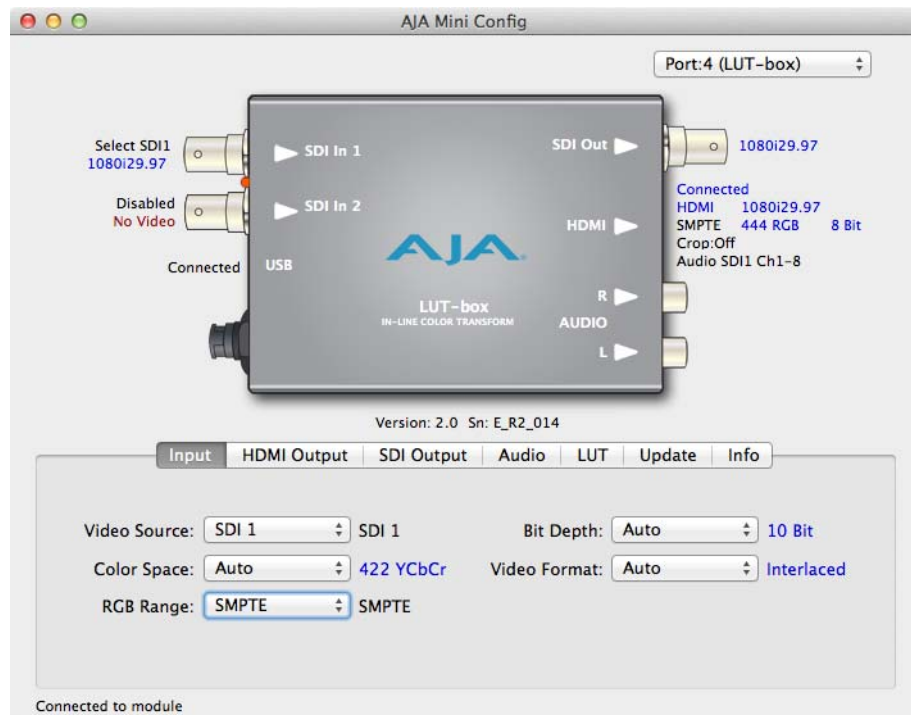 AJA Mini Config
Port:4 (LUT-box)
Select SDI1
1080i29.97
Disabled
No Video
Connected
SDI In 1
SDI In 2
USB
AJA
LUT-box
IN-LINE COLOR TRANSFORM
SDI Out
HDMI
R
AUDIO
L
1080i29.97
Connected
HDMI 1080i29.97
SMPTE 444 RGB 8 Bit
Crop:Off
Audio SDI1 Ch1-8
Version: 2.0 Sn: E_R2_014
Input HDMI Output SDI Output Audio LUT Update Info
Video Source: SDI 1 SDI 1 Bit Depth: Auto 10 Bit
Color Space: Auto 422 YCbCr Video Format: Auto Interlaced
RGB Range: SMPTE SMPTE
Connected to module